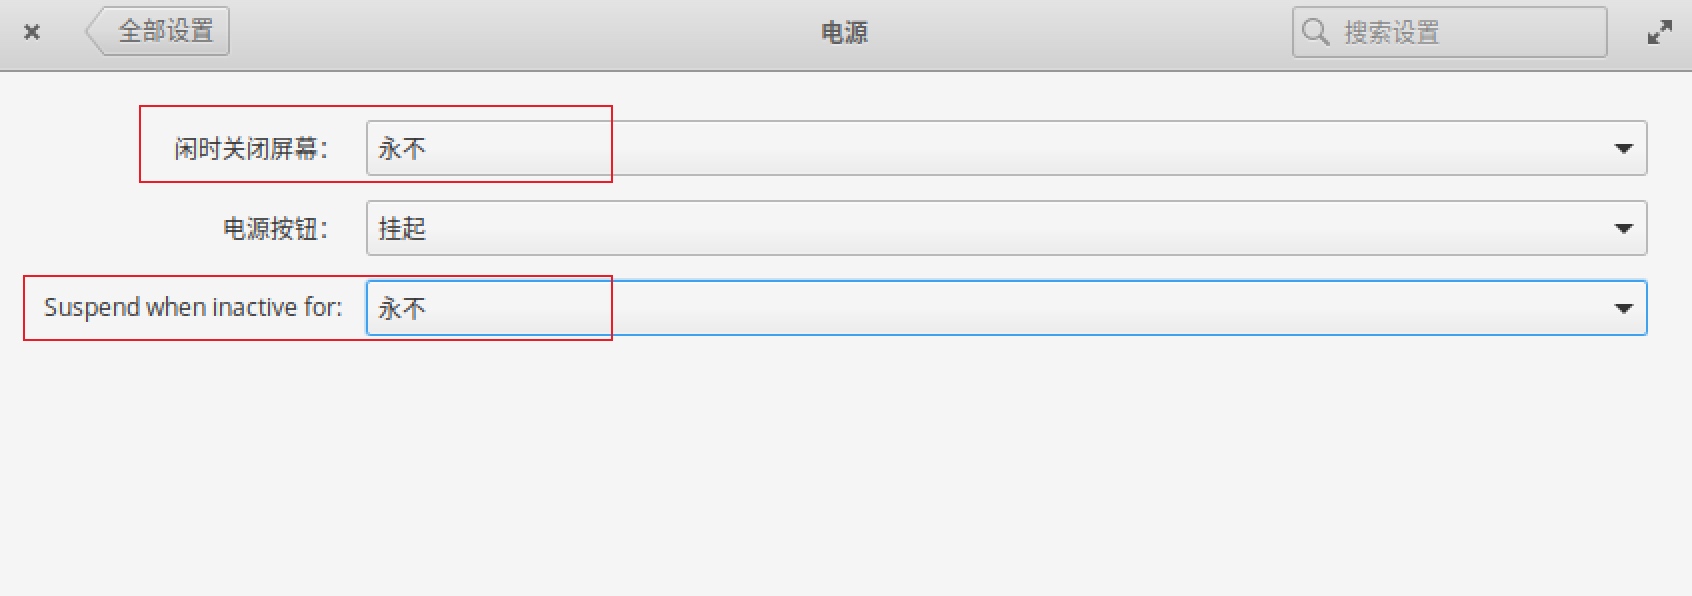 全部设置
电源
搜索设置
闲时关闭屏幕：
永不
电源按钮：
挂起
Suspend when inactive for:
永不